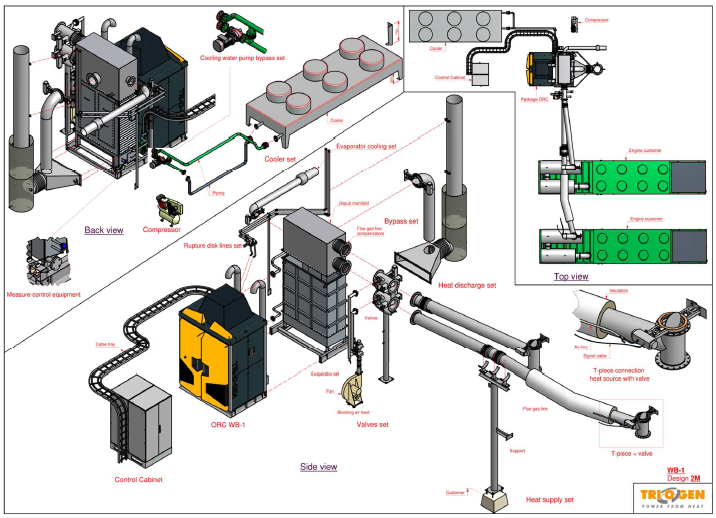 Cooling water pump bypass set
Cooler
Cooler set
Evaporator cooling set
Piping
Compressor
Back view
Measure-control equipment
Rupture disk lines set
(Input manifold
Flue gas line
compensators
Bypass set
Heat discharge set
Cable tray
Control Cabinet
ORC WB-1
Evaporator set
Fan
Blocking air feed
Valves
Valves set
Side view
Flue gas line
Support
Customer
Heat supply set
T-piece + valve
Insulation
Signal cable
T-piece connection
heat source with valve
Compressor
Cooler
Control Cabinet
Package ORC
Engine customer
Engine customer
Top view
WB-1
Design 2M
TRIOGEN
POWER FROM HEAT